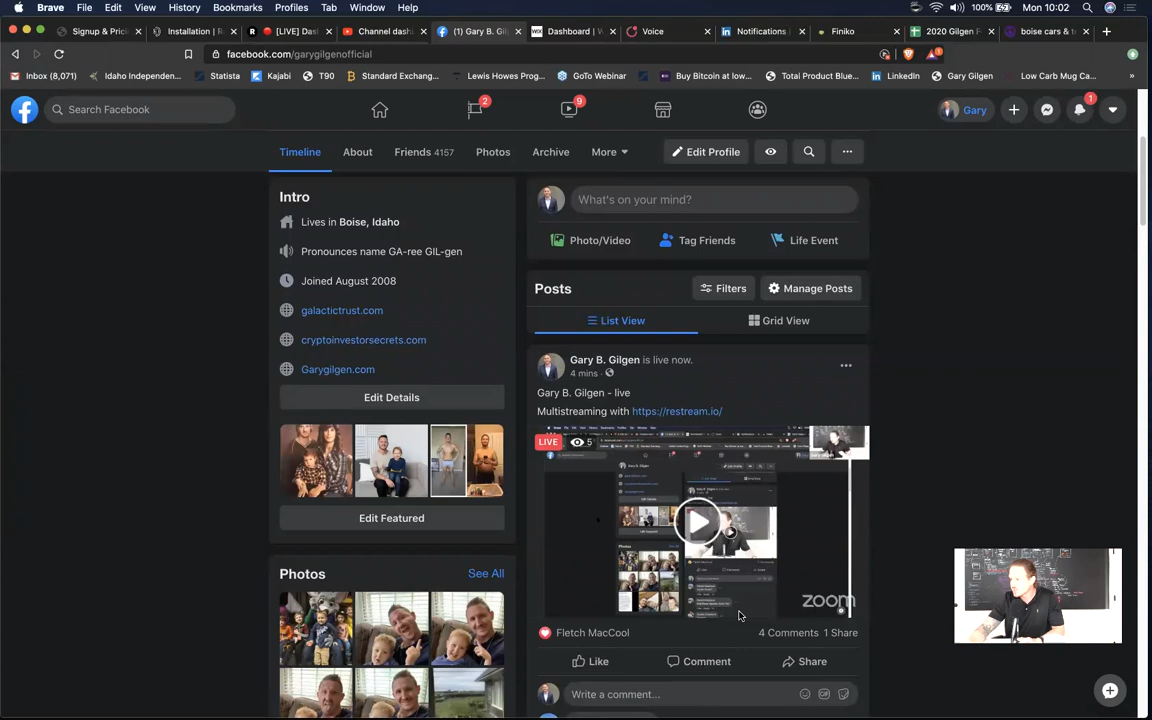 Brave File Edit View History Bookmarks Profiles Tab Window Help 100% Mon 10:02
Signup & Prici Installation | R [LIVE] Das Channel dash (1) Gary B. Gilgen Dashboard | W Voice Notifications Finiko 2020 Gilgen F boise cars & t
facebook.com/garygilgenofficial
Inbox (8,071) Idaho Independen... Statista Kajabi T90 Standard Exchang... Lewis Howes Prog... GoTo Webinar Buy Bitcoin at low... Total Product Blue... LinkedIn Gary Gilgen Low Carb Mug Ca... »
Search Facebook 2 9 Gary 1
Timeline About Friends 4157 Photos Archive More Edit Profile
Intro
Lives in Boise, Idaho
Pronounces name GA-ree GIL-gen
Joined August 2008
galactictrust.com
cryptoinvestorsecrets.com
Garygilgen.com
Edit Details
Edit Featured
Photos See All
What's on your mind?
Photo/Video Tag Friends Life Event
Posts Filters Manage Posts
List View Grid View
Gary B. Gilgen is live now.
4 mins
Gary B. Gilgen - live
Multistreaming with https://restream.io/
LIVE 5
zoom
Fletch MacCool 4 Comments 1 Share
Like Comment Share
Write a comment...